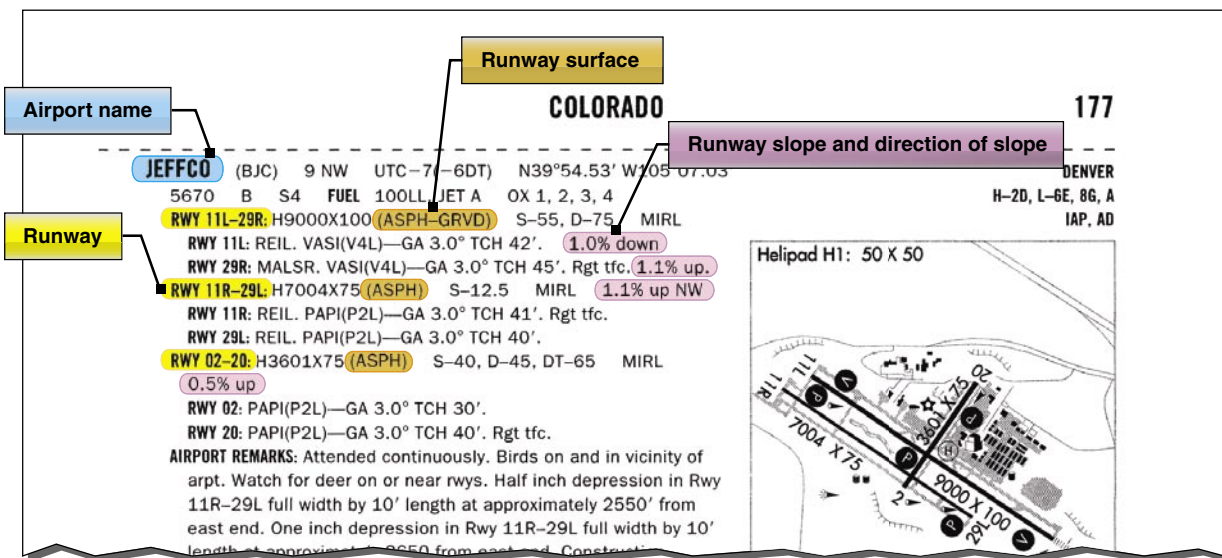 Runway surface
Airport name
COLORADO 177
Runway slope and direction of slope
JEFFCO (BJC) 9 NW UTC–7(–6DT) N39°54.53′ W105°07.03′
DENVER
5670 B S4 FUEL 100LL, JET A OX 1, 2, 3, 4
H–2D, L–6E, 8G, A
RWY 11L–29R: H9000X100 (ASPH–GRVD) S–55, D–75 MIRL
IAP, AD
Runway
RWY 11L: REIL. VASI(V4L)—GA 3.0° TCH 42′. 1.0% down
RWY 29R: MALSR. VASI(V4L)—GA 3.0° TCH 45′. Rgt tfc. 1.1% up.
RWY 11R–29L: H7004X75 (ASPH) S–12.5 MIRL 1.1% up NW
RWY 11R: REIL. PAPI(P2L)—GA 3.0° TCH 41′. Rgt tfc.
RWY 29L: REIL. PAPI(P2L)—GA 3.0° TCH 40′.
RWY 02–20: H3601X75 (ASPH) S–40, D–45, DT–65 MIRL
0.5% up
RWY 02: PAPI(P2L)—GA 3.0° TCH 30′.
RWY 20: PAPI(P2L)—GA 3.0° TCH 40′. Rgt tfc.
AIRPORT REMARKS: Attended continuously. Birds on and in vicinity of
arpt. Watch for deer on or near rwys. Half inch depression in Rwy
11R–29L full width by 10′ length at approximately 2550′ from
east end. One inch depression in Rwy 11R–29L full width by 10′
length at approximately 2650 from east end.
Helipad H1: 50 X 50
11L
11R
20
V
P
3601 X 75
P
7004 X 75
P
H
2
9000 X 100
P
29L
V